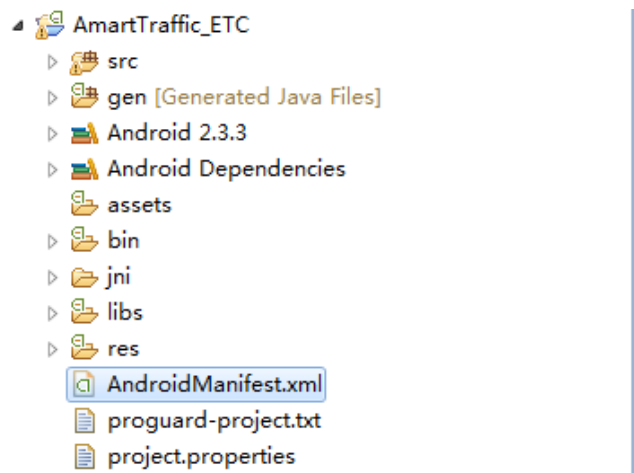 AmartTraffic_ETC
src
gen [Generated Java Files]
Android 2.3.3
Android Dependencies
assets
bin
jni
libs
res
AndroidManifest.xml
proguard-project.txt
project.properties